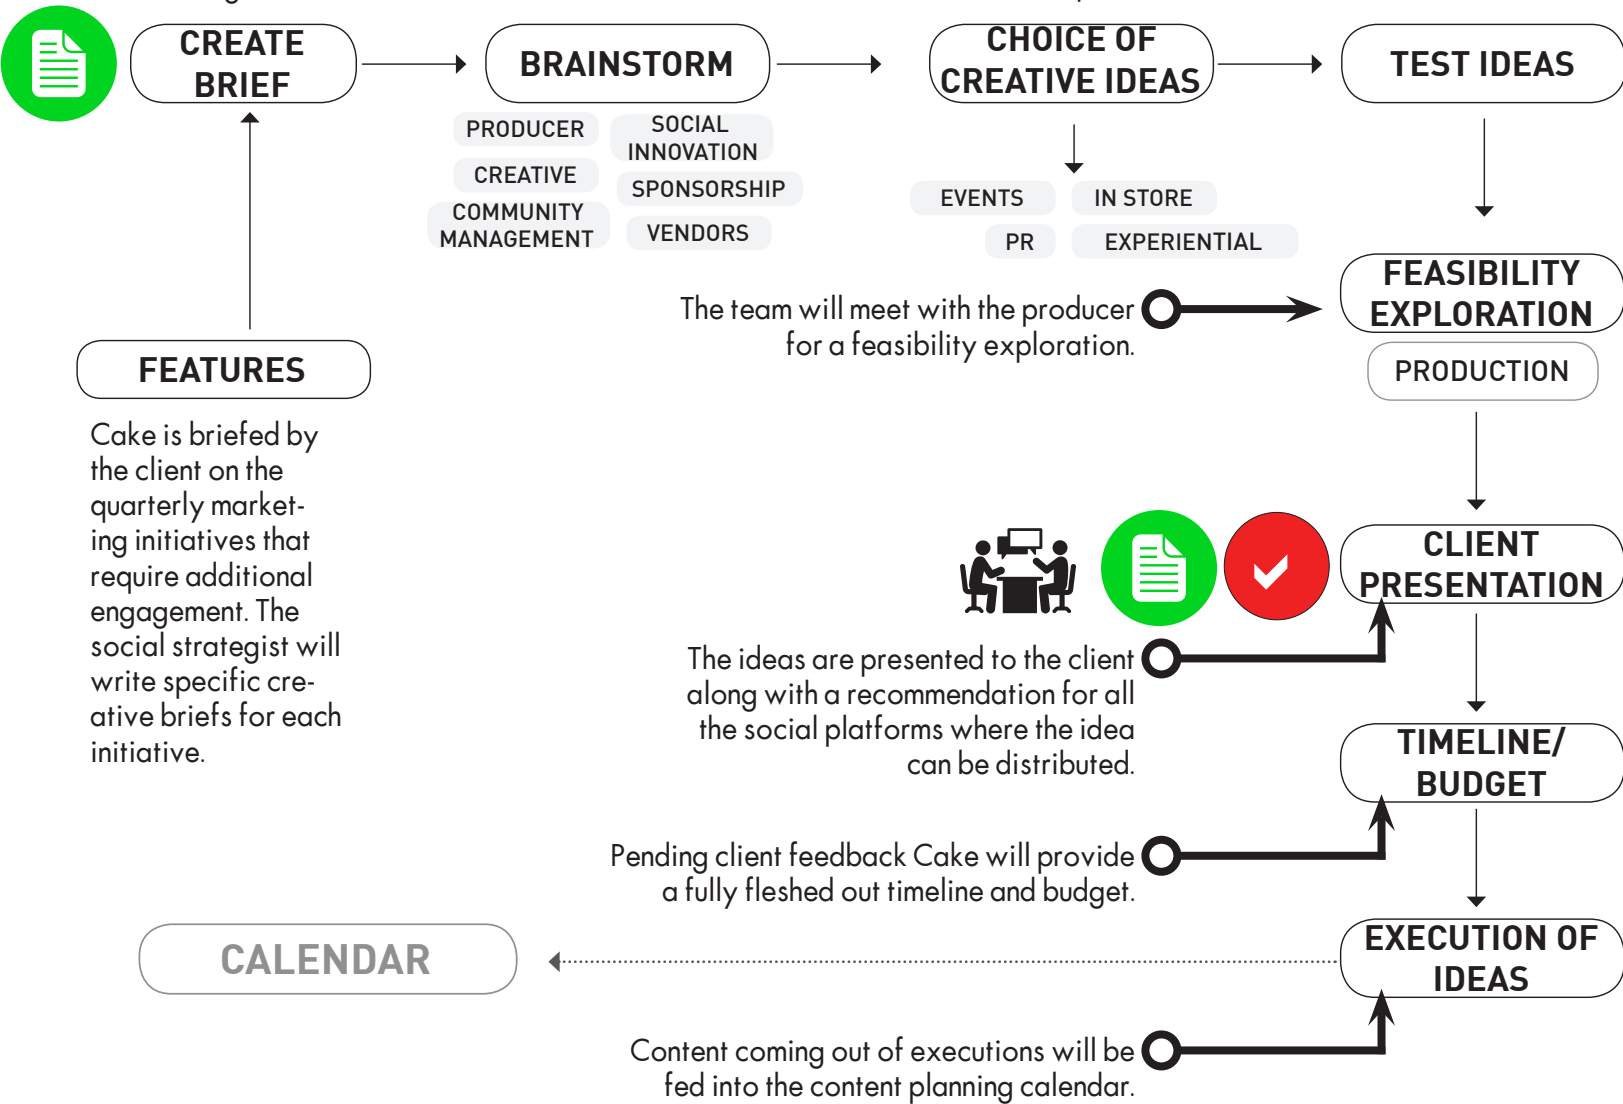 CREATE
BRIEF
BRAINSTORM
CHOICE OF
CREATIVE IDEAS
TEST IDEAS
PRODUCER
SOCIAL
INNOVATION
CREATIVE
SPONSORSHIP
COMMUNITY
MANAGEMENT
VENDORS
EVENTS
IN STORE
PR
EXPERIENTIAL
The team will meet with the producer
for a feasibility exploration.
FEASIBILITY
EXPLORATION
PRODUCTION
FEATURES
Cake is briefed by
the client on the
quarterly market-
ing initiatives that
require additional
engagement. The
social strategist will
write specific cre-
ative briefs for each
initiative.
CLIENT
PRESENTATION
The ideas are presented to the client
along with a recommendation for all
the social platforms where the idea
can be distributed.
TIMELINE/
BUDGET
Pending client feedback Cake will provide
a fully fleshed out timeline and budget.
CALENDAR
EXECUTION OF
IDEAS
Content coming out of executions will be
fed into the content planning calendar.